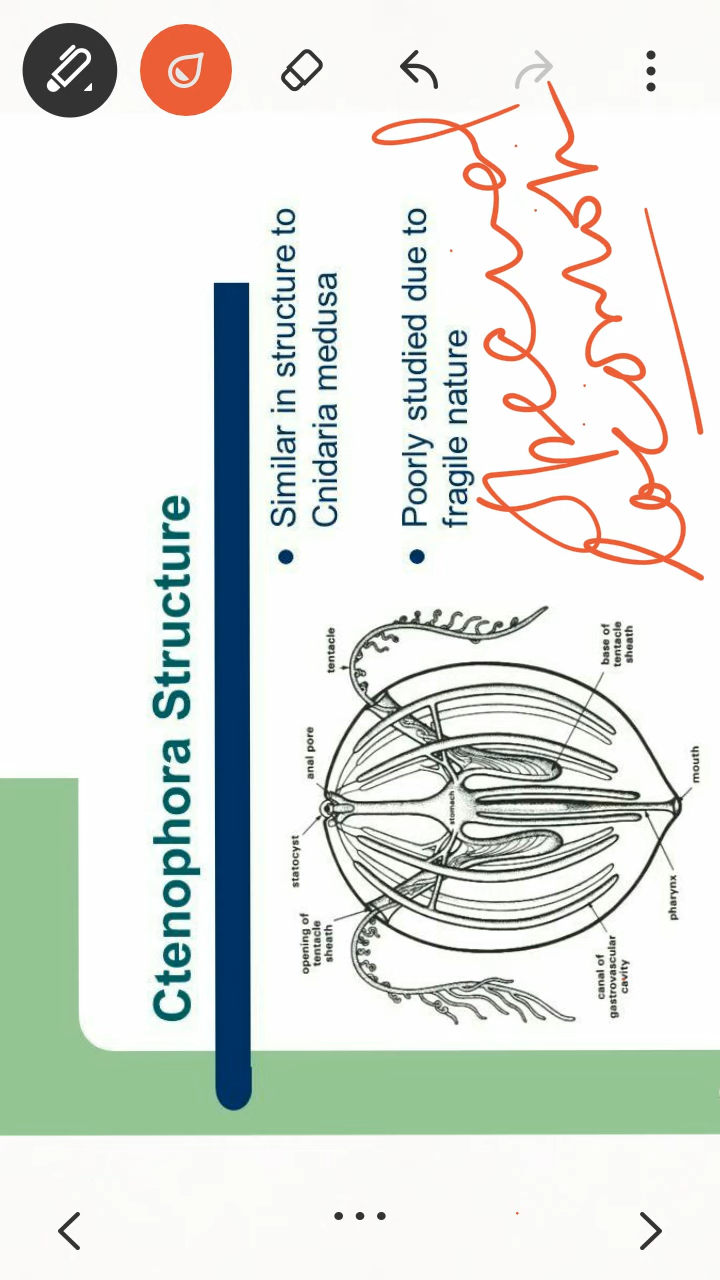 Ctenophora Structure
• Similar in structure to
Cnidaria medusa
• Poorly studied due to
fragile nature
tentacle
anal pore
statocyst
opening of
tentacle
sheath
stomach
base of
tentacle
sheath
mouth
pharynx
canal of
gastrovascular
cavity